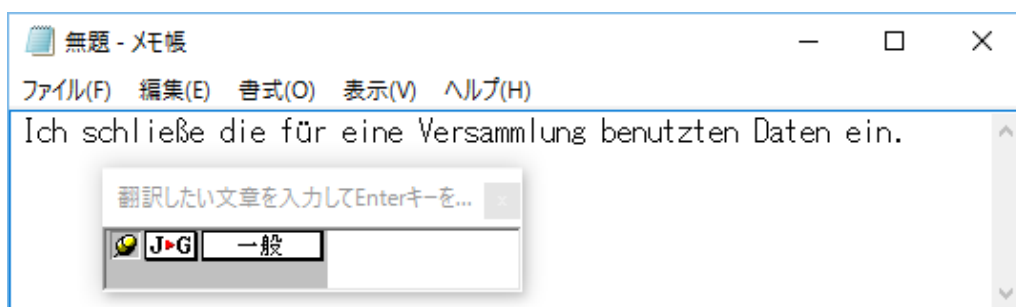 無題 - メモ帳
ファイル(F) 編集(E) 書式(O) 表示(V) ヘルプ(H)
Ich schließe die für eine Versammlung benutzten Daten ein.
翻訳したい文章を入力してEnterキーを...
J▶G 一般